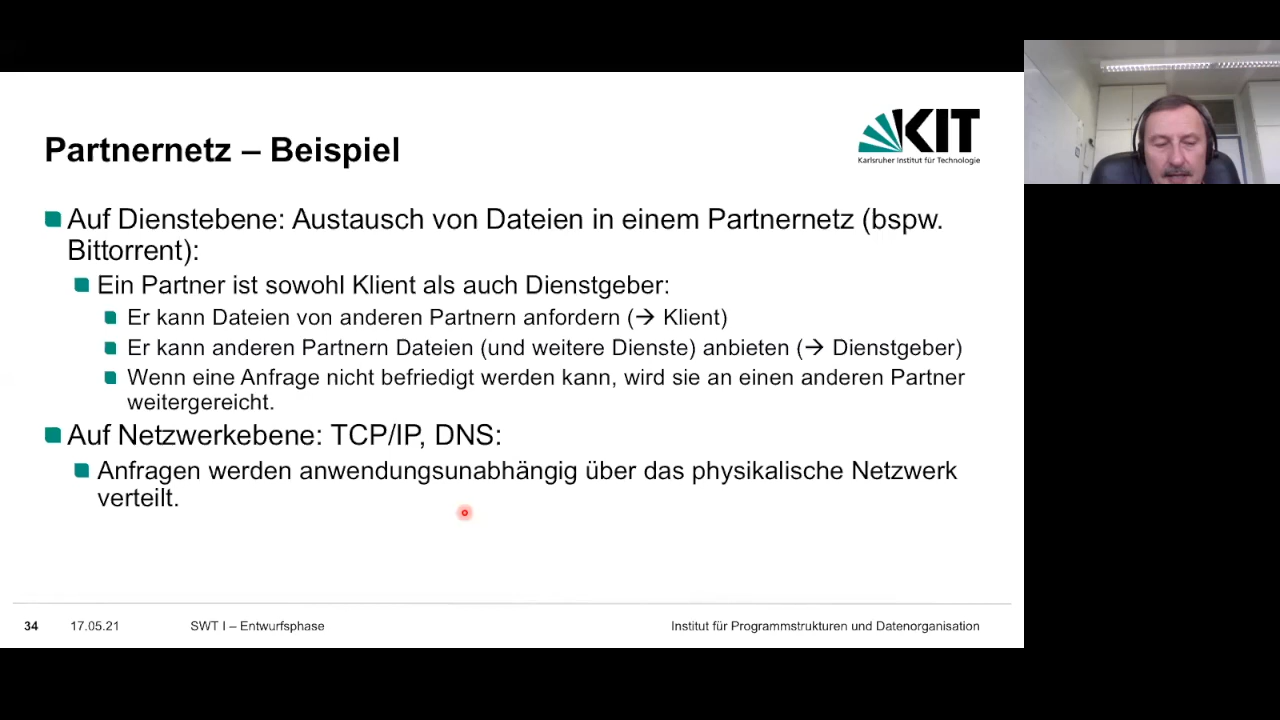 KIT
Karlsruher Institut für Technologie
Partnernetz – Beispiel
Auf Dienstebene: Austausch von Dateien in einem Partnernetz (bspw.
Bittorrent):
Ein Partner ist sowohl Klient als auch Dienstgeber:
Er kann Dateien von anderen Partnern anfordern (→ Klient)
Er kann anderen Partnern Dateien (und weitere Dienste) anbieten (→ Dienstgeber)
Wenn eine Anfrage nicht befriedigt werden kann, wird sie an einen anderen Partner
weitergereicht.
Auf Netzwerkebene: TCP/IP, DNS:
Anfragen werden anwendungsunabhängig über das physikalische Netzwerk
verteilt.
34 17.05.21 SWT I – Entwurfsphase Institut für Programmstrukturen und Datenorganisation